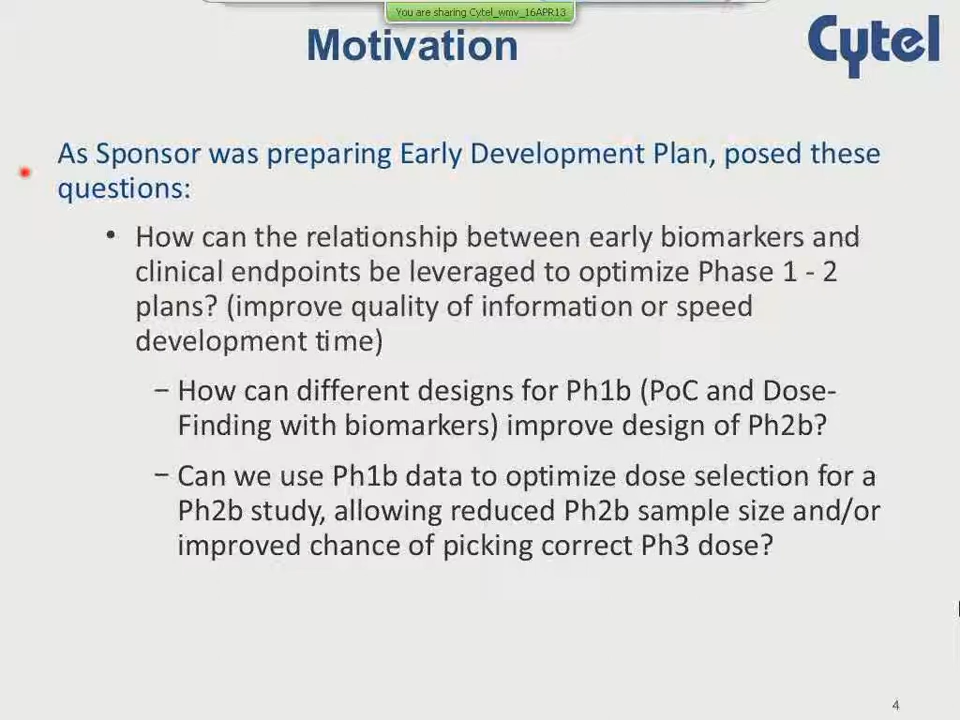 You are sharing Cytel_wmv_16APR13
Motivation
Cytel
As Sponsor was preparing Early Development Plan, posed these
questions:
• How can the relationship between early biomarkers and
clinical endpoints be leveraged to optimize Phase 1 - 2
plans? (improve quality of information or speed
development time)
− How can different designs for Ph1b (PoC and Dose-
Finding with biomarkers) improve design of Ph2b?
− Can we use Ph1b data to optimize dose selection for a
Ph2b study, allowing reduced Ph2b sample size and/or
improved chance of picking correct Ph3 dose?
4